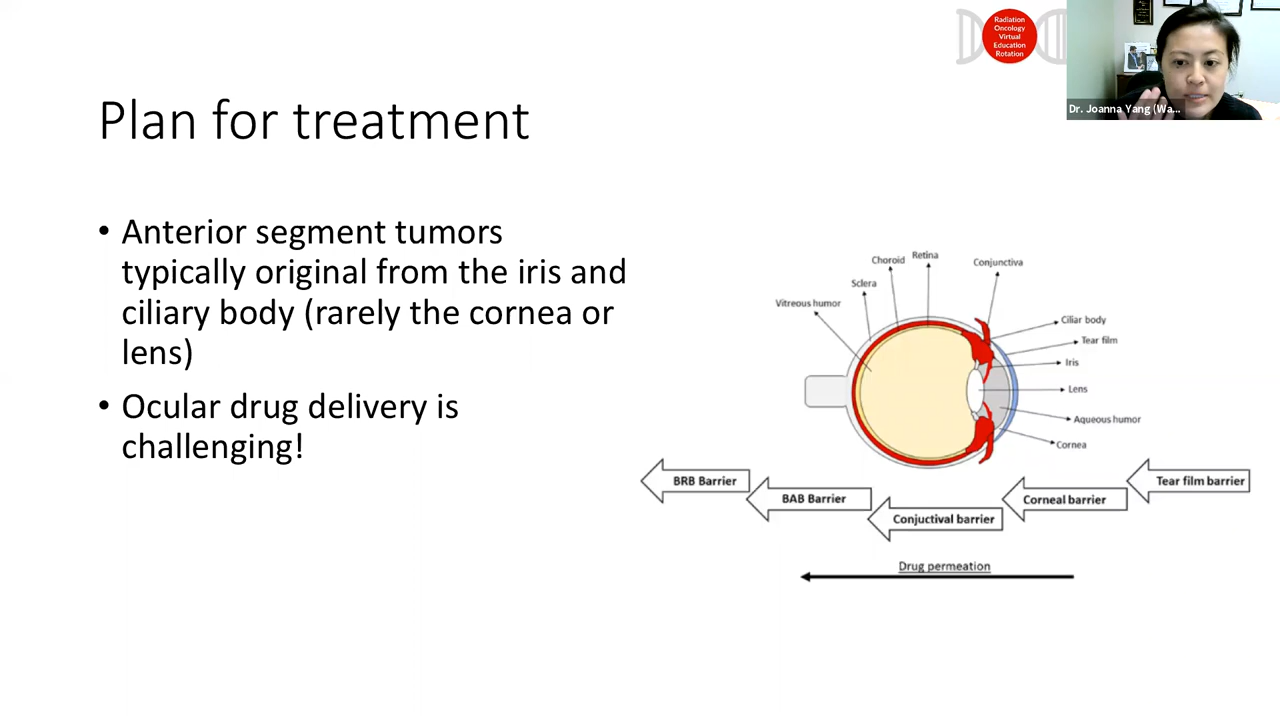 Radiation
Oncology
Virtual
Education
Rotation
Dr. Joanna Yang (Wa...
Plan for treatment
• Anterior segment tumors
typically original from the iris and
ciliary body (rarely the cornea or
lens)
• Ocular drug delivery is
challenging!
Retina
Choroid
Conjunctiva
Sclera
Vitreous humor
Ciliar body
Tear film
Iris
Lens
Aqueous humor
Cornea
BRB Barrier
BAB Barrier
Conjuctival barrier
Corneal barrier
Tear film barrier
Drug permeation